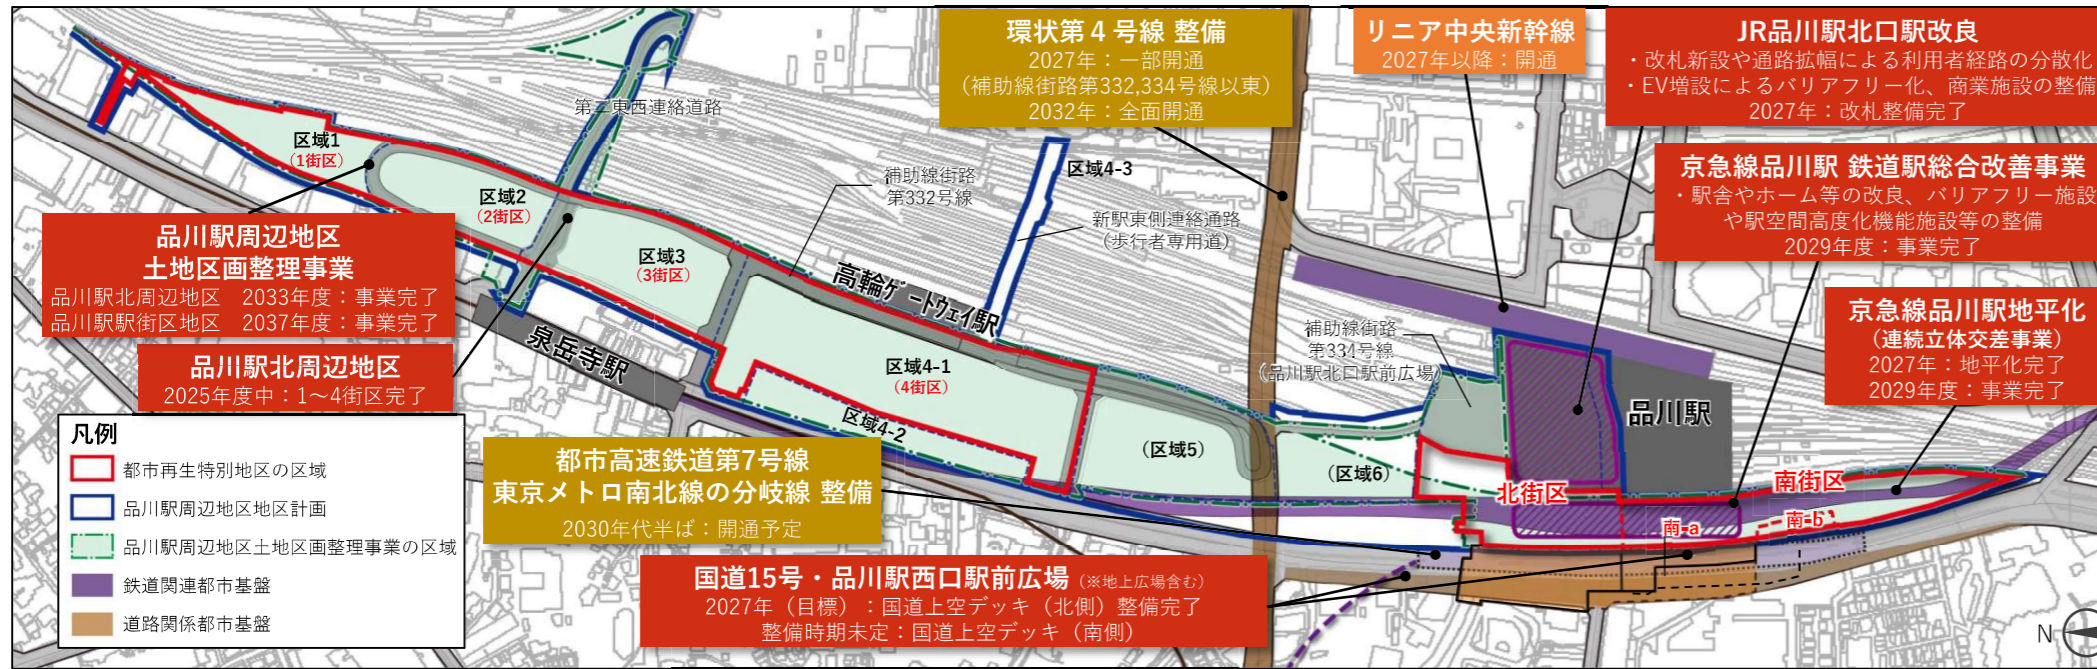 環状第４号線 整備
2027年：一部開通
（補助線街路第332,334号線以東）
2032年：全面開通
リニア中央新幹線
2027年以降：開通
JR品川駅北口駅改良
・改札新設や通路拡幅による利用者経路の分散化
・EV増設によるバリアフリー化、商業施設の整備
2027年：改札整備完了
京急線品川駅 鉄道駅総合改善事業
・駅舎やホーム等の改良、バリアフリー施設
や駅空間高度化機能施設等の整備
2029年度：事業完了
京急線品川駅地平化
（連続立体交差事業）
2027年：地平化完了
2029年度：事業完了
第二東西連絡道路
区域1
（1街区）
区域2
（2街区）
区域3
（3街区）
補助線街路
第332号線
区域4-3
新駅東側連絡通路
（歩行者専用道）
高輪ｹﾞｰﾄｳｪｲ駅
泉岳寺駅
区域4-1
（4街区）
区域4-2
（区域5）
（区域6）
補助線街路
第334号線
（品川駅北口駅前広場）
品川駅
北街区
南街区
南-a
南-b
品川駅周辺地区
土地区画整理事業
品川駅北周辺地区　2033年度：事業完了
品川駅駅街区地区　2037年度：事業完了
品川駅北周辺地区
2025年度中：1～4街区完了
都市高速鉄道第7号線
東京メトロ南北線の分岐線 整備
2030年代半ば：開通予定
国道15号・品川駅西口駅前広場（※地上広場含む）
2027年（目標）：国道上空デッキ（北側）整備完了
整備時期未定：国道上空デッキ（南側）
凡例
都市再生特別地区の区域
品川駅周辺地区地区計画
品川駅周辺地区土地区画整理事業の区域
鉄道関連都市基盤
道路関係都市基盤
N